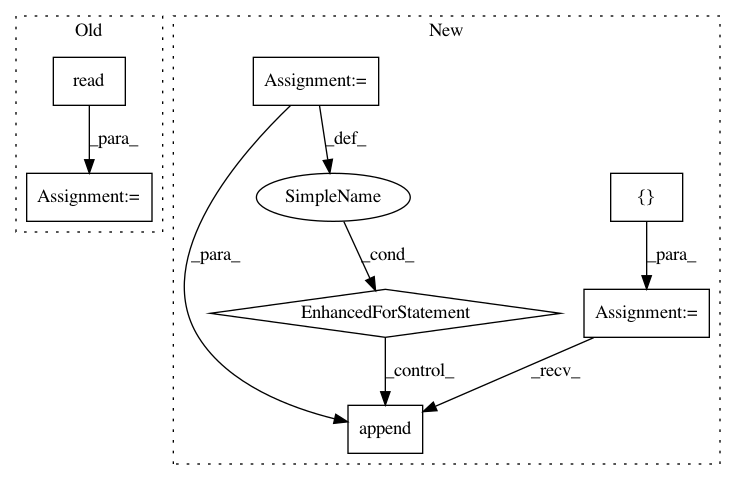 Old
New
read
Assignment:=
_para_
_def_
Assignment:=
SimpleName
{}
_para_
_cond_
_para_
EnhancedForStatement
Assignment:=
_control_
_recv_
append